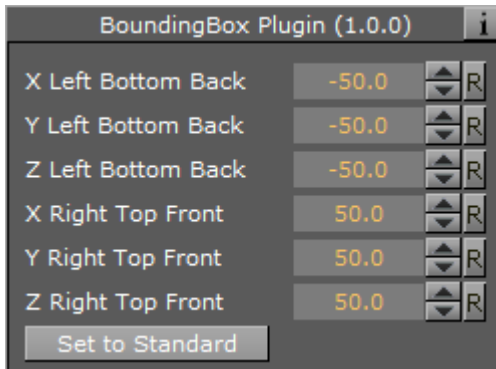 BoundingBox Plugin (1.0.0) i
X Left Bottom Back -50.0 R
Y Left Bottom Back -50.0 R
Z Left Bottom Back -50.0 R
X Right Top Front 50.0 R
Y Right Top Front 50.0 R
Z Right Top Front 50.0 R
Set to Standard